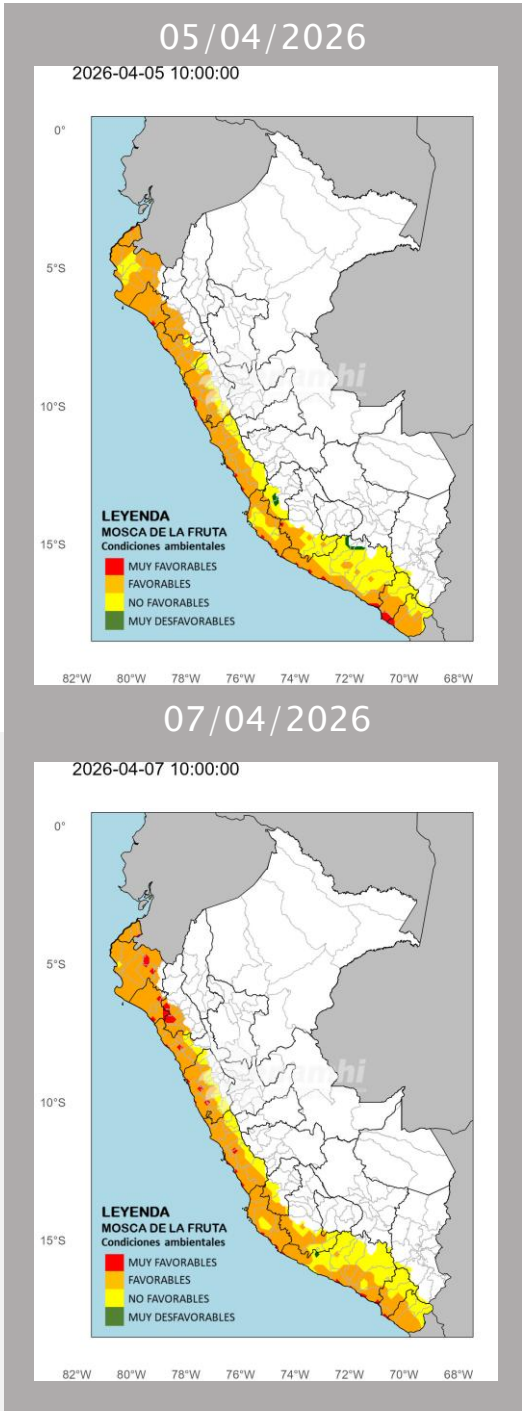 05/04/2026
2026-04-05 10:00:00
0°
5°S
10°S
15°S
LEYENDA
MOSCA DE LA FRUTA
Condiciones ambientales
MUY FAVORABLES
FAVORABLES
NO FAVORABLES
MUY DESFAVORABLES
82°W 80°W 78°W 76°W 74°W 72°W 70°W 68°W
07/04/2026
2026-04-07 10:00:00
0°
5°S
10°S
15°S
LEYENDA
MOSCA DE LA FRUTA
Condiciones ambientales
MUY FAVORABLES
FAVORABLES
NO FAVORABLES
MUY DESFAVORABLES
82°W 80°W 78°W 76°W 74°W 72°W 70°W 68°W